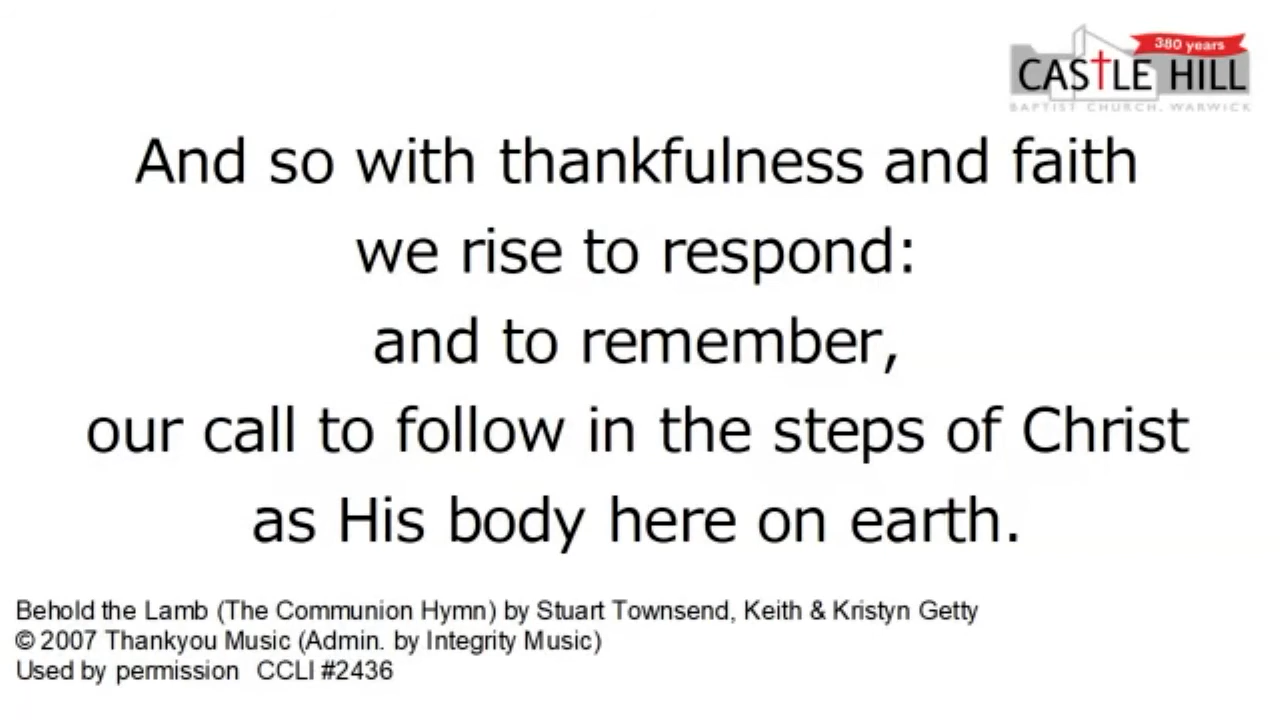 380 years
CASTLE HILL
BAPTIST CHURCH, WARWICK
And so with thankfulness and faith
we rise to respond:
and to remember,
our call to follow in the steps of Christ
as His body here on earth.
Behold the Lamb (The Communion Hymn) by Stuart Townsend, Keith & Kristyn Getty
© 2007 Thankyou Music (Admin. by Integrity Music)
Used by permission CCLI #2436